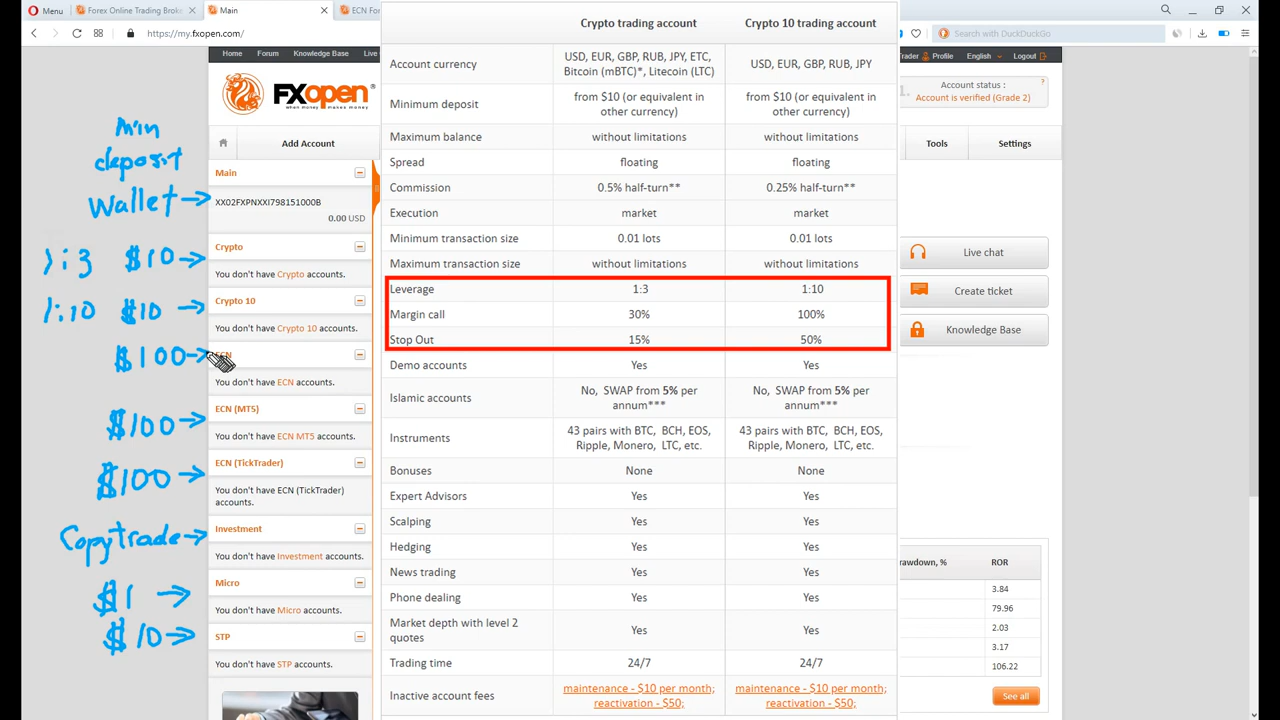 Menu
Forex Online Trading Broke
Main
ECN For
https://my.fxopen.com/
Search with DuckDuckGo
Home Forum Knowledge Base Live
Profile English Logout
FXOPEN
when money makes money
Account status :
Account is verified (Grade 2)
?
Add Account
Tools
Settings
Main
XX02FXPNXXI798151000B
0.00 USD
Crypto
You don't have Crypto accounts.
Crypto 10
You don't have Crypto 10 accounts.
You don't have ECN accounts.
ECN (MT5)
You don't have ECN MT5 accounts.
ECN (TickTrader)
You don't have ECN (TickTrader)
accounts.
Investment
You don't have Investment accounts.
Micro
You don't have Micro accounts.
STP
You don't have STP accounts.
Min
deposit
Wallet →
1:3 $10 →
1:10 $10 →
$100 →
$100 →
$100 →
Copytrade →
$1 →
$10 →
Crypto trading account Crypto 10 trading account
Account currency USD, EUR, GBP, RUB, JPY, ETC, Bitcoin (mBTC)*, Litecoin (LTC) USD, EUR, GBP, RUB, JPY
Minimum deposit from $10 (or equivalent in other currency) from $10 (or equivalent in other currency)
Maximum balance without limitations without limitations
Spread floating floating
Commission 0.5% half-turn** 0.25% half-turn**
Execution market market
Minimum transaction size 0.01 lots 0.01 lots
Maximum transaction size without limitations without limitations
Leverage 1:3 1:10
Margin call 30% 100%
Stop Out 15% 50%
Demo accounts Yes Yes
Islamic accounts No, SWAP from 5% per annum*** No, SWAP from 5% per annum***
Instruments 43 pairs with BTC, BCH, EOS, Ripple, Monero, LTC, etc. 43 pairs with BTC, BCH, EOS, Ripple, Monero, LTC, etc.
Bonuses None None
Expert Advisors Yes Yes
Scalping Yes Yes
Hedging Yes Yes
News trading Yes Yes
Phone dealing Yes Yes
Market depth with level 2 quotes Yes Yes
Trading time 24/7 24/7
Inactive account fees maintenance - $10 per month; reactivation - $50; maintenance - $10 per month; reactivation - $50;
Live chat
Create ticket
Knowledge Base
rawdown, % ROR
3.84
79.96
2.03
3.17
106.22
See all